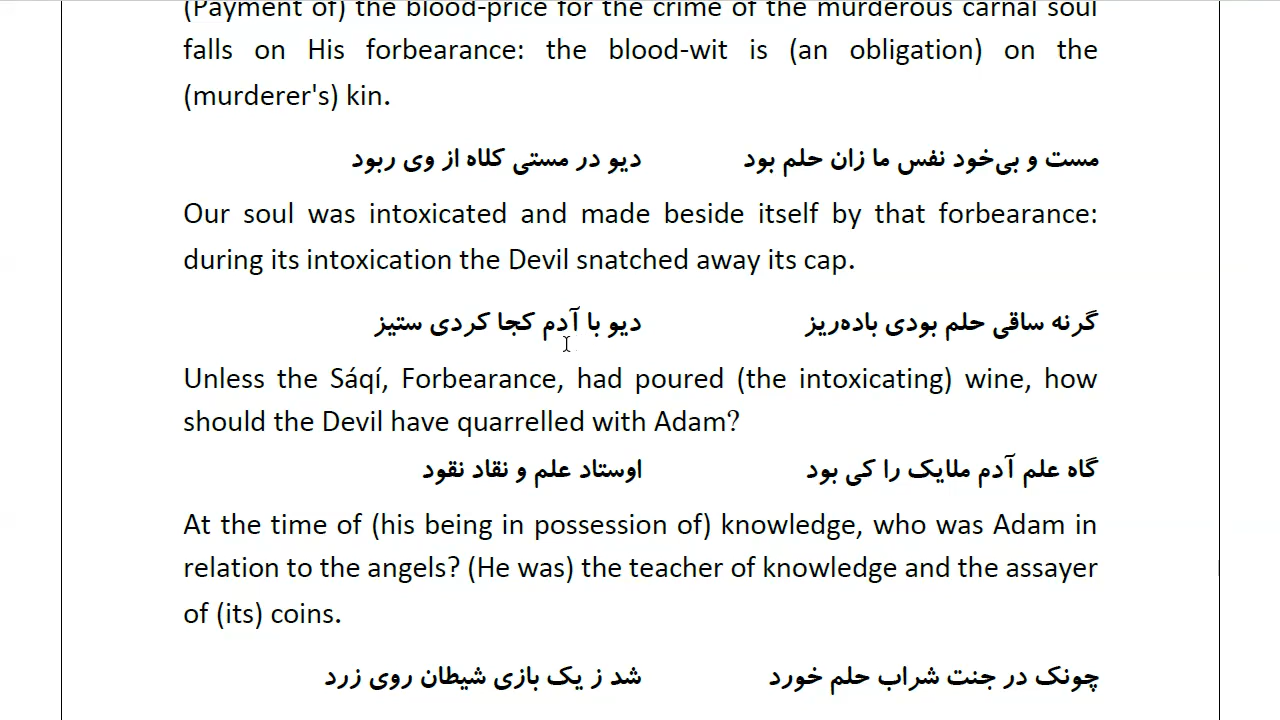 (Payment of) the blood-price for the crime of the murderous carnal soul
falls on His forbearance: the blood-wit is (an obligation) on the
(murderer's) kin.
مست و بی‌خود نفس ما زان حلم بود دیو در مستی کلاه از وی ربود
Our soul was intoxicated and made beside itself by that forbearance:
during its intoxication the Devil snatched away its cap.
گرنه ساقی حلم بودی باده‌ریز دیو با آدم کجا کردی ستیز
Unless the Sáqí, Forbearance, had poured (the intoxicating) wine, how
should the Devil have quarrelled with Adam?
گاه علم آدم ملایک را کی بود اوستاد علم و نقاد نقود
At the time of (his being in possession of) knowledge, who was Adam in
relation to the angels? (He was) the teacher of knowledge and the assayer
of (its) coins.
چونک در جنت شراب حلم خورد شد ز یک بازی شیطان روی زرد